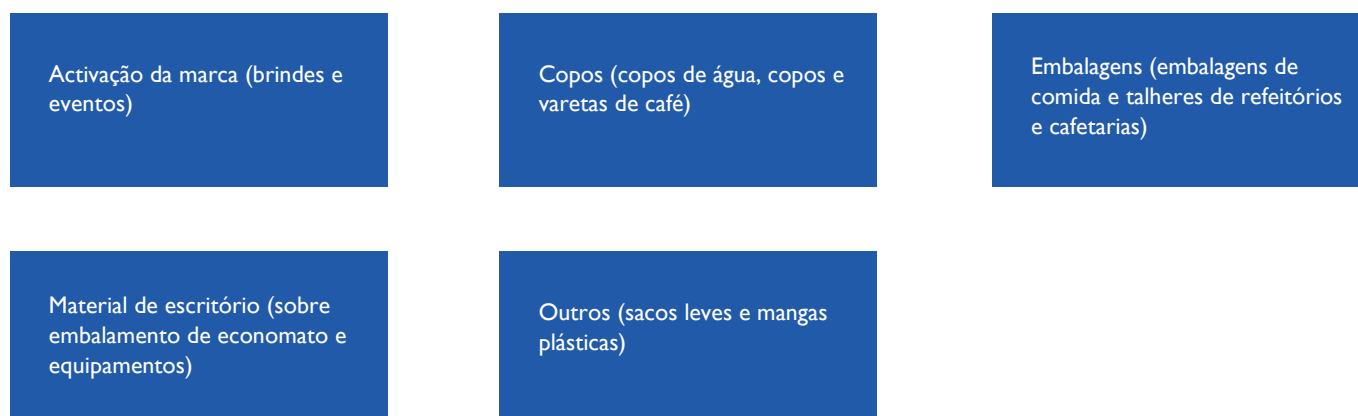 Activação da marca (brindes e
eventos)
Copos (copos de água, copos e
varetas de café)
Embalagens (embalagens de
comida e talheres de refeitórios
e cafetarias)
Material de escritório (sobre
embalamento de economato e
equipamentos)
Outros (sacos leves e mangas
plásticas)